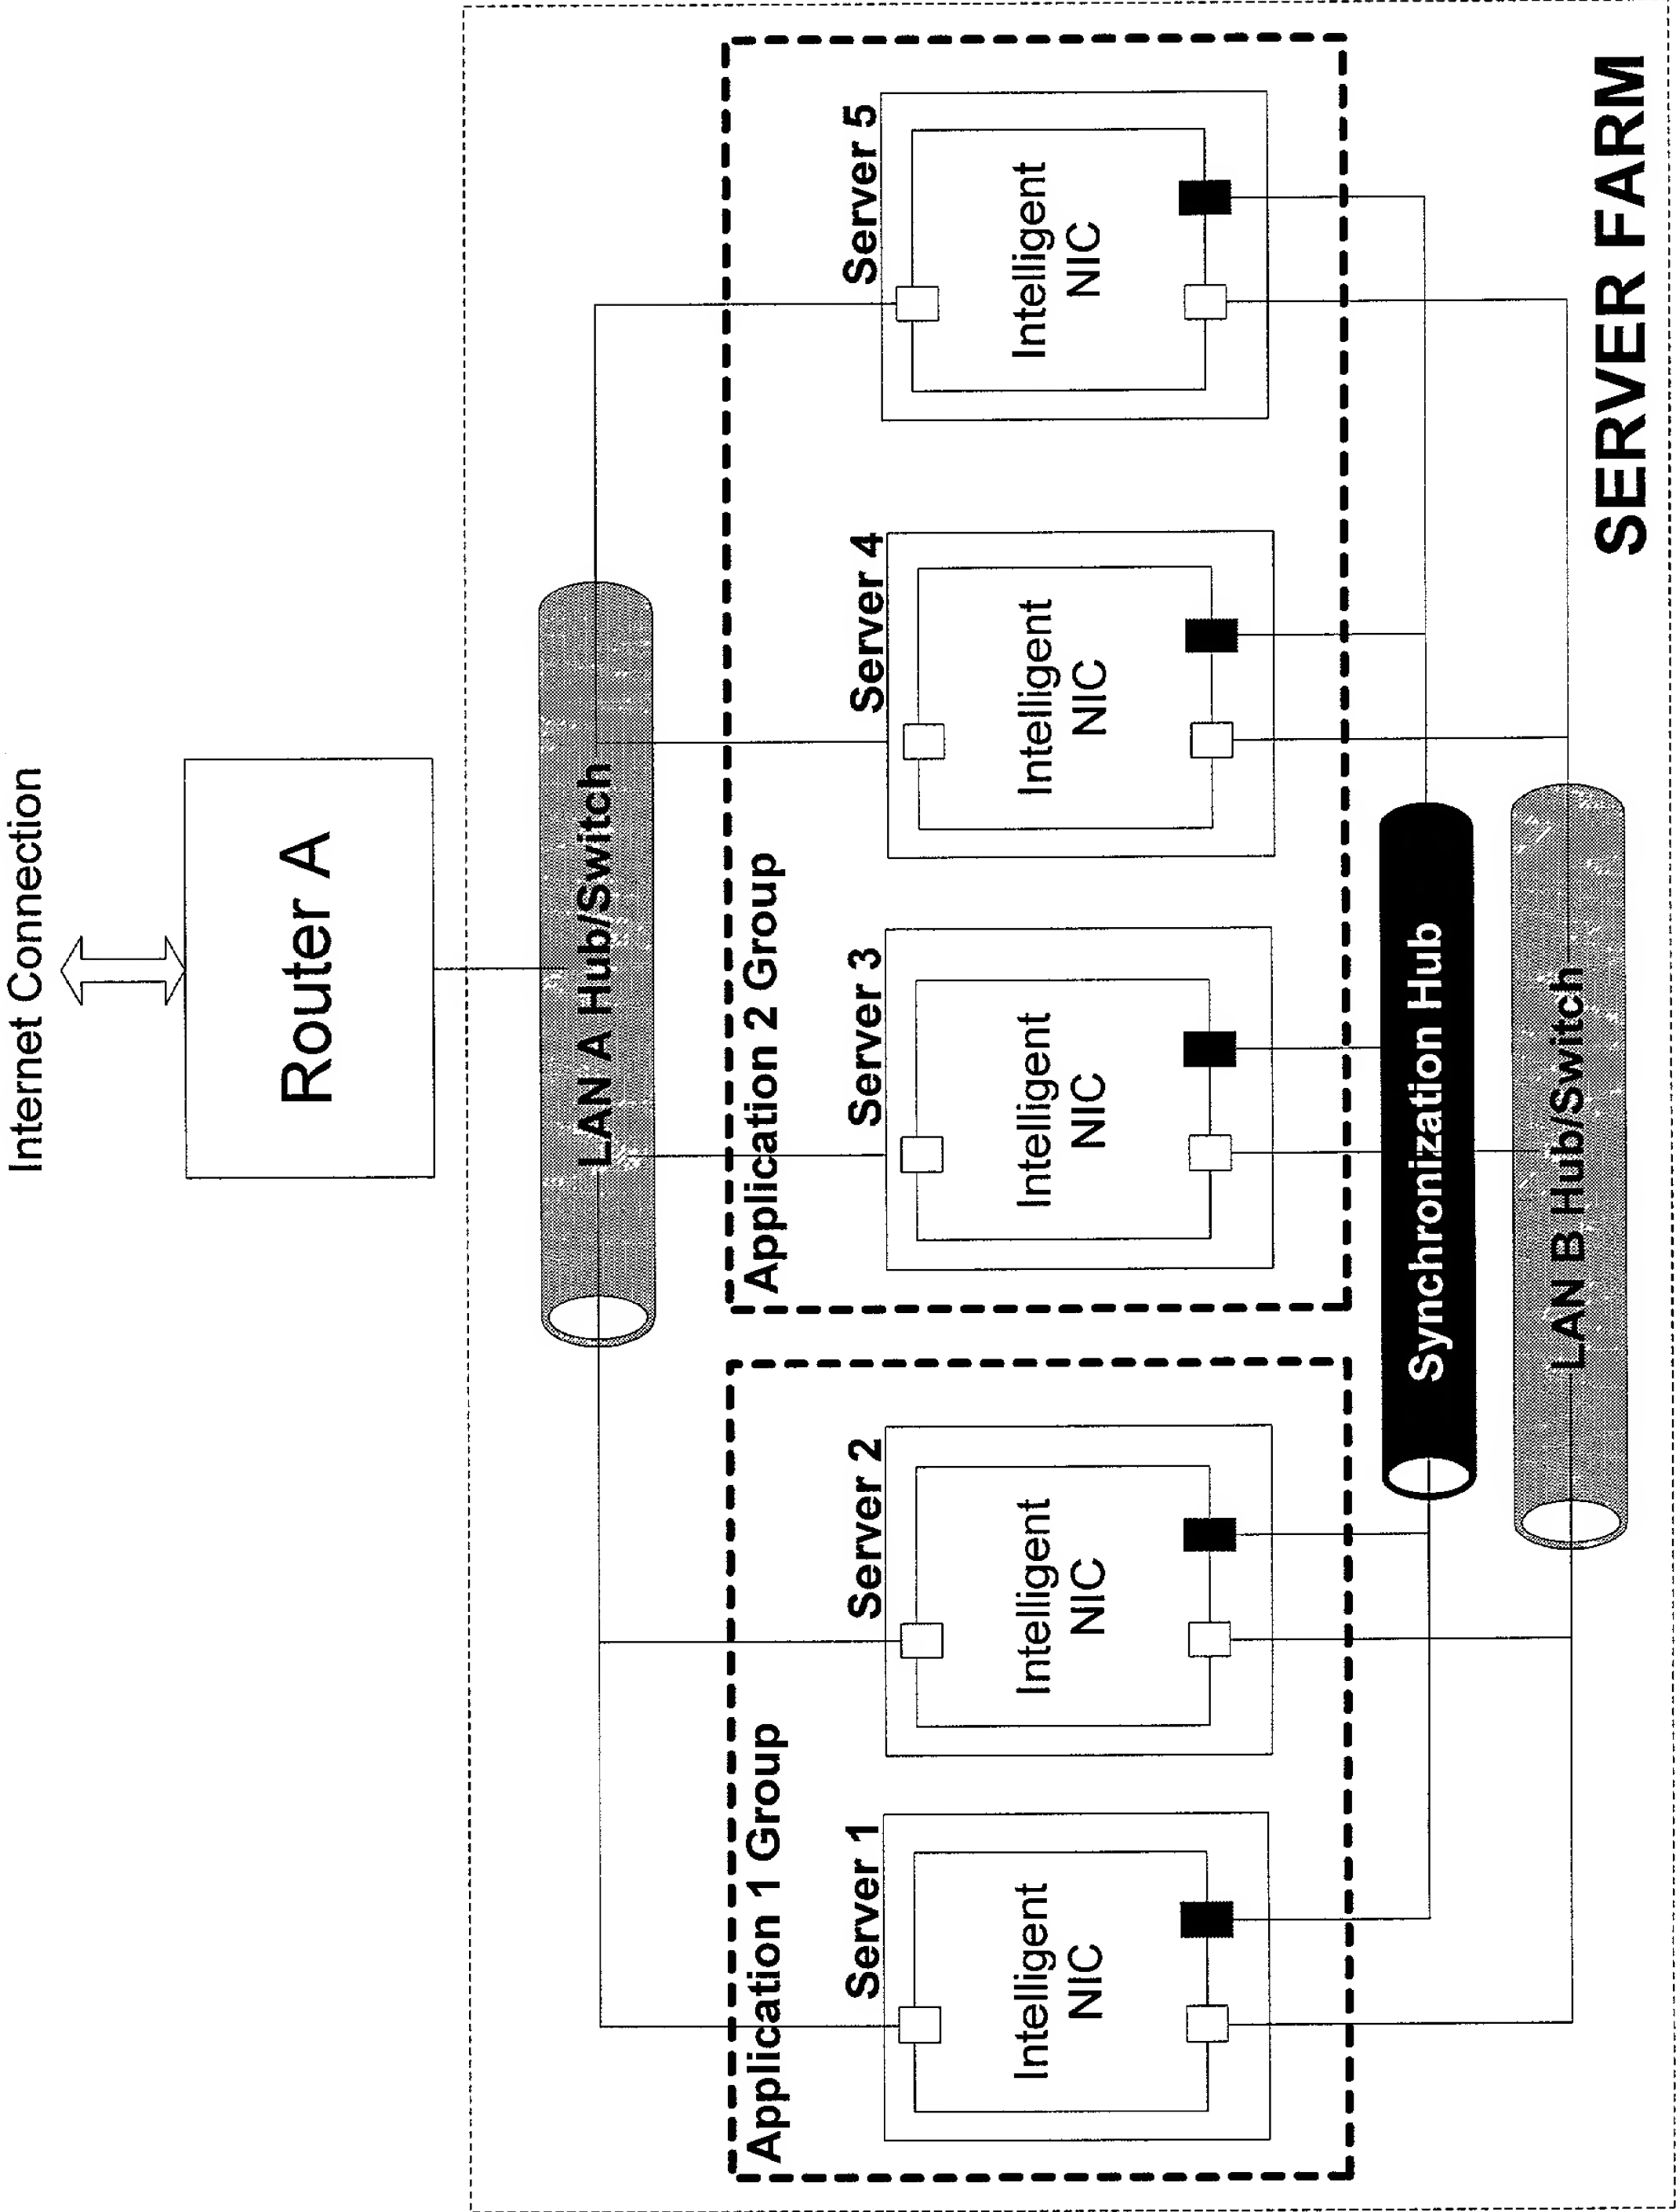 Internet Connection
Router A
LAN A Hub/Switch
Application 1 Group
Application 2 Group
Server 1
Server 2
Server 3
Server 4
Server 5
Intelligent
NIC
Intelligent
NIC
Intelligent
NIC
Intelligent
NIC
Intelligent
NIC
Synchronization Hub
LAN B Hub/Switch
SERVER FARM